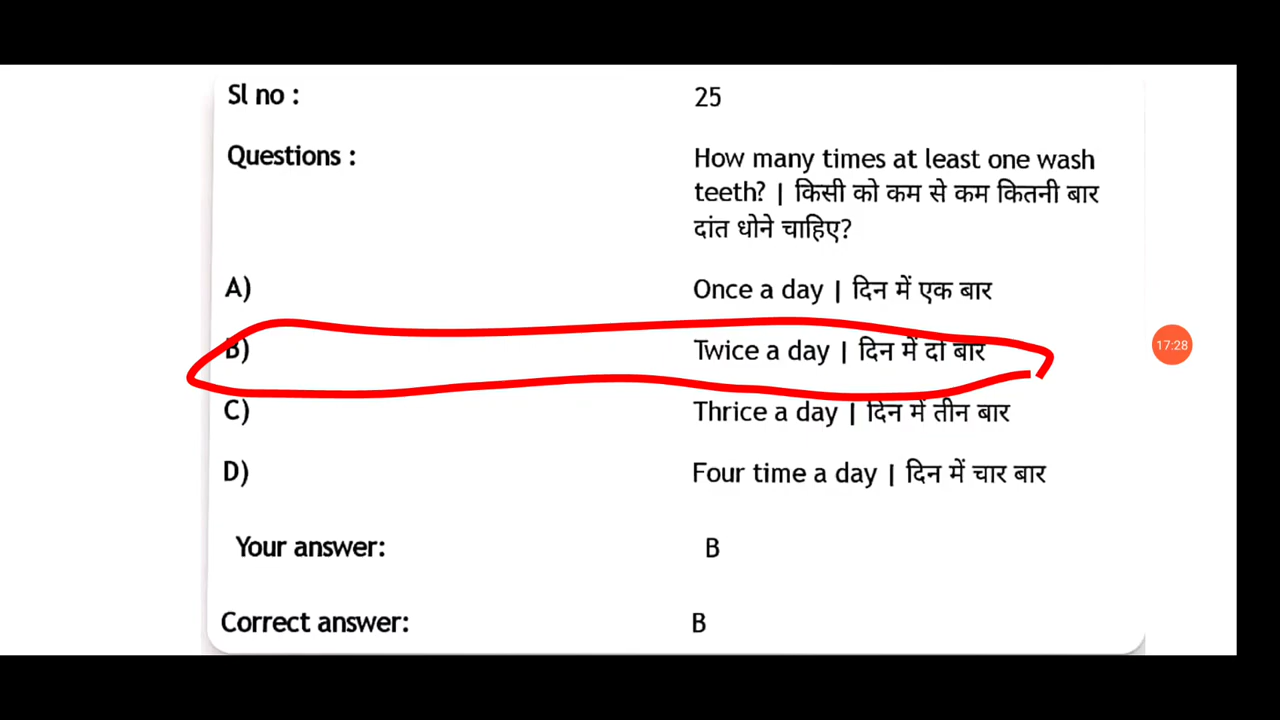 Sl no : 25
Questions : How many times at least one wash
teeth? | किसी को कम से कम कितनी बार
दांत धोने चाहिए?
A) Once a day | दिन में एक बार
B) Twice a day | दिन में दो बार
C) Thrice a day | दिन में तीन बार
D) Four time a day | दिन में चार बार
Your answer: B
Correct answer: B
17:28